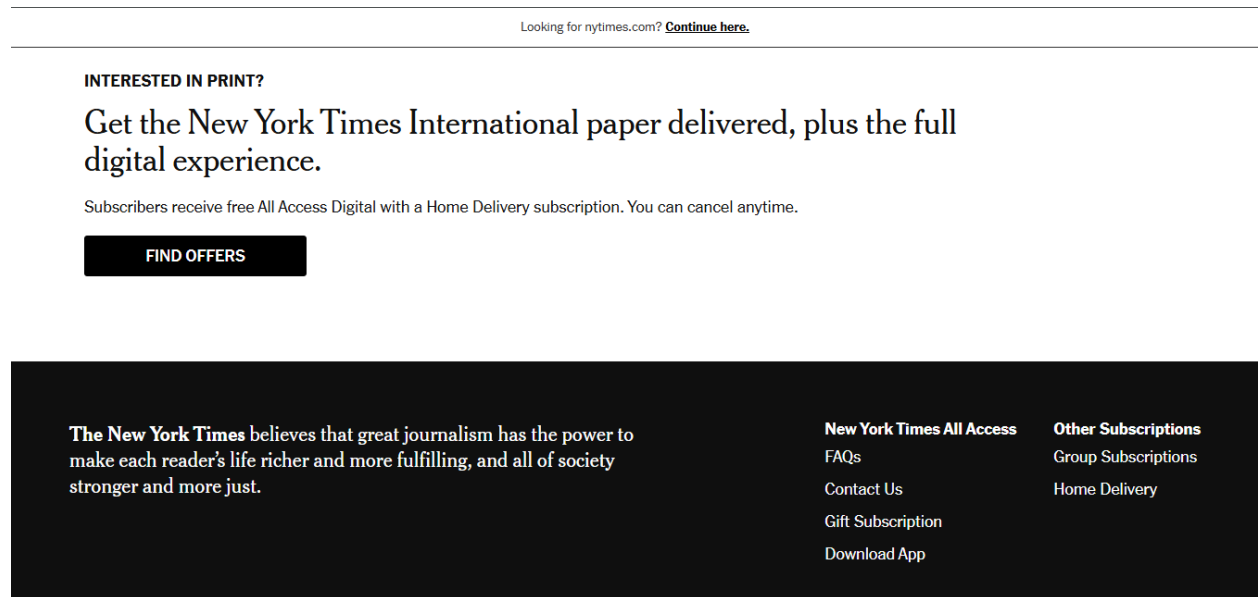 Looking for nytimes.com? Continue here.
INTERESTED IN PRINT?
Get the New York Times International paper delivered, plus the full
digital experience.
Subscribers receive free All Access Digital with a Home Delivery subscription. You can cancel anytime.
FIND OFFERS
The New York Times believes that great journalism has the power to
make each reader's life richer and more fulfilling, and all of society
stronger and more just.
New York Times All Access
FAQs
Contact Us
Gift Subscription
Download App
Other Subscriptions
Group Subscriptions
Home Delivery